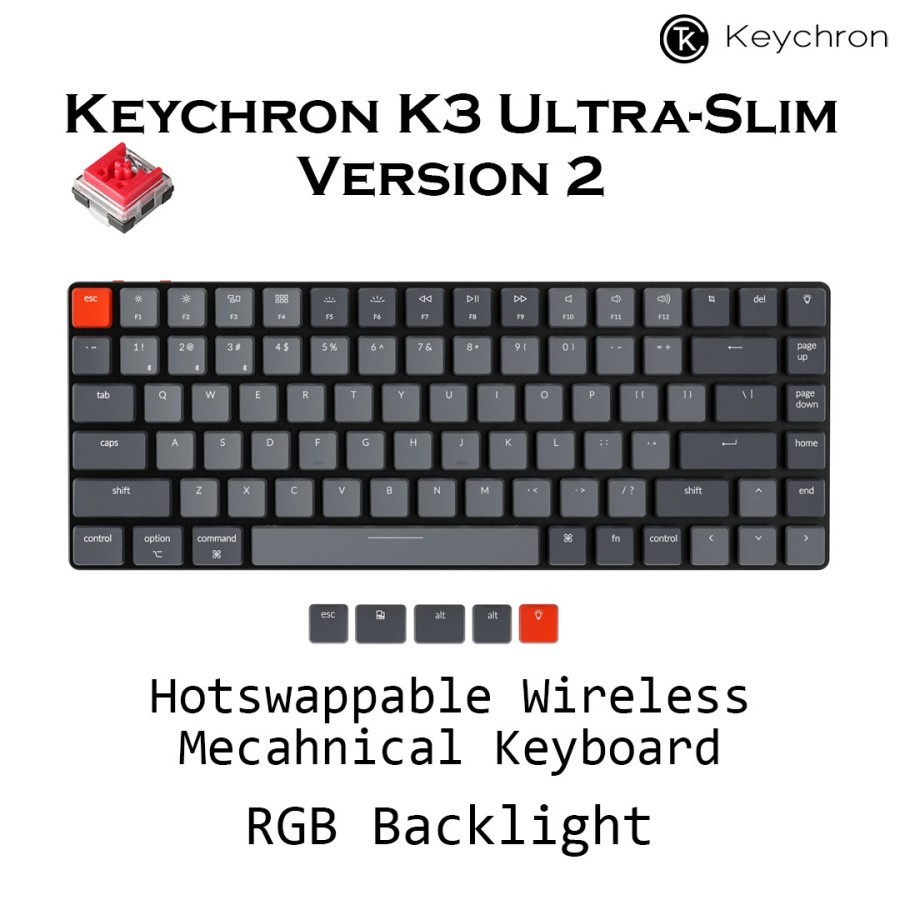 Keychron
KEYCHRON K3 ULTRA-SLIM
VERSION 2
esc F1 F2 F3 F4 F5 F6 F7 F8 F9 F10 F11 F12 del
1! 2@ 3# 4$ 5% 6^ 7& 8* 9( 0) - = + page up
tab Q W E R T Y U I O P [{ ]} \ | page down
caps A S D F G H J K L home
shift Z X C V B N M / ? shift ^ end
control option command fn control
esc alt alt
Hotswappable Wireless
Mecahnical Keyboard
RGB Backlight